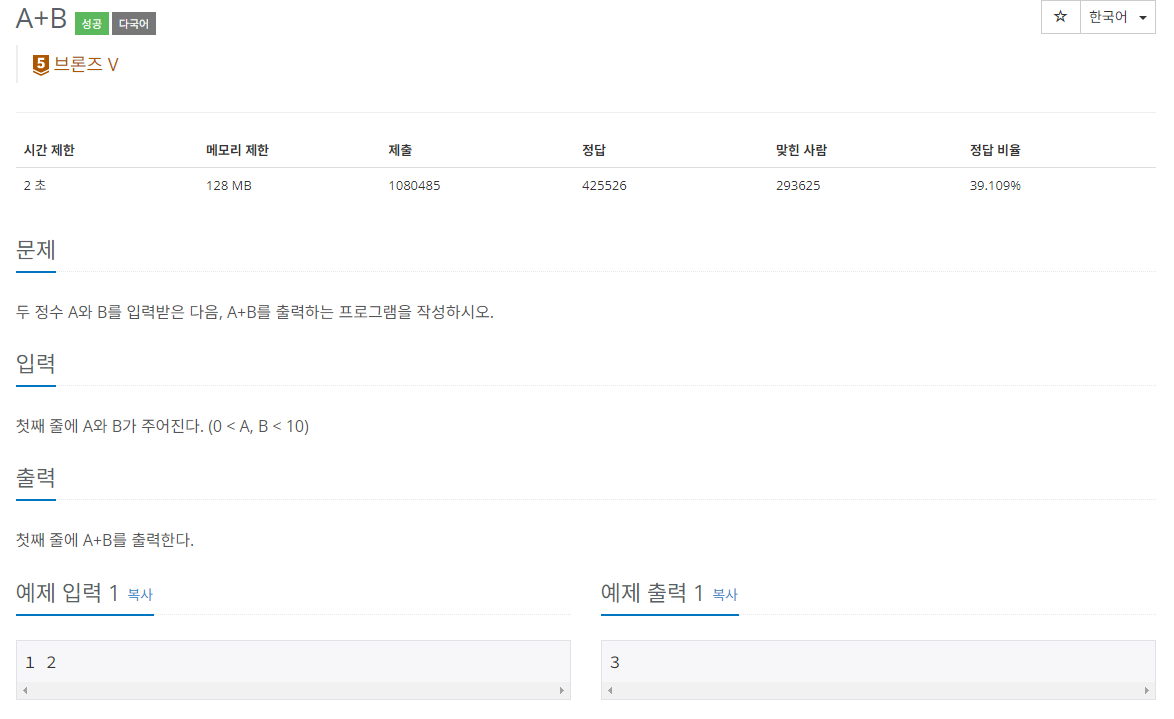 A+B 성공 다국어 ☆ 한국어
5 브론즈 V
시간 제한 메모리 제한 제출 정답 맞힌 사람 정답 비율
2 초 128 MB 1080485 425526 293625 39.109%
문제
두 정수 A와 B를 입력받은 다음, A+B를 출력하는 프로그램을 작성하시오.
입력
첫째 줄에 A와 B가 주어진다. (0 < A, B < 10)
출력
첫째 줄에 A+B를 출력한다.
예제 입력 1 복사 예제 출력 1 복사
1 2 3